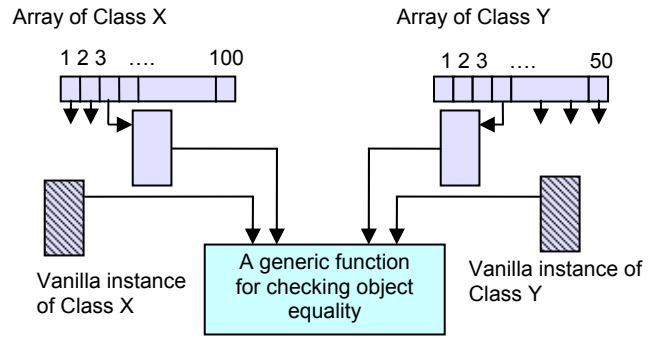 Array of Class X
Array of Class Y
1 2 3 .... 100
1 2 3 .... 50
Vanilla instance
of Class X
A generic function
for checking object
equality
Vanilla instance of
Class Y